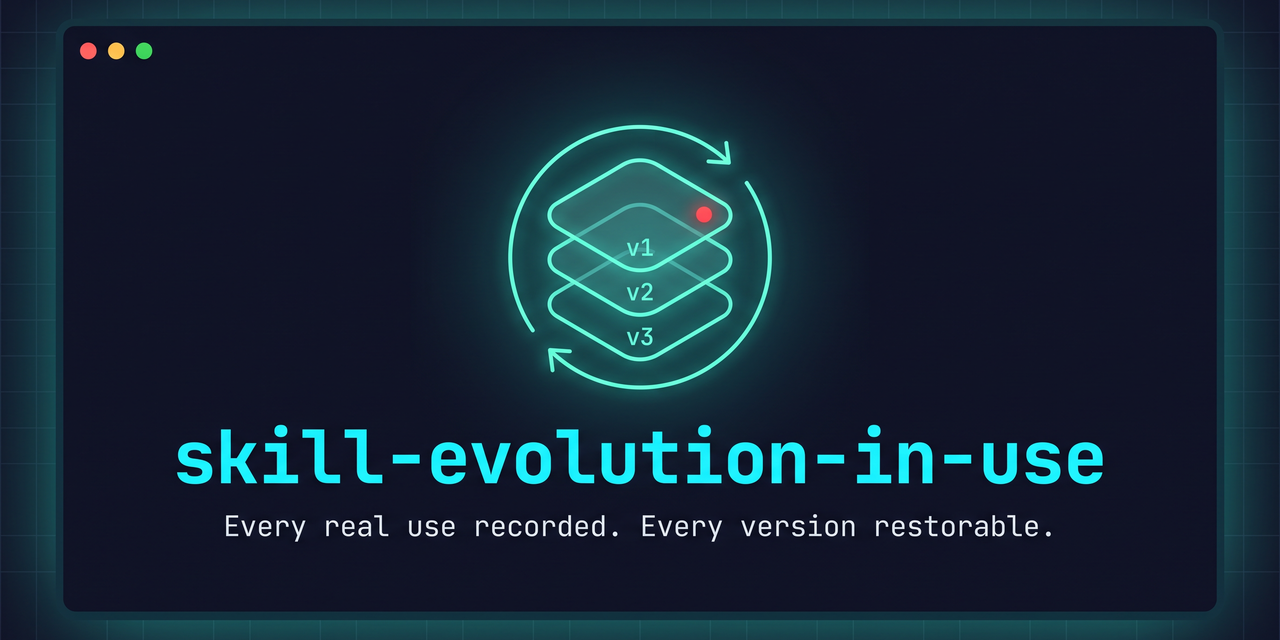 v1
v2
v3
skill-evolution-in-use
Every real use recorded. Every version restorable.